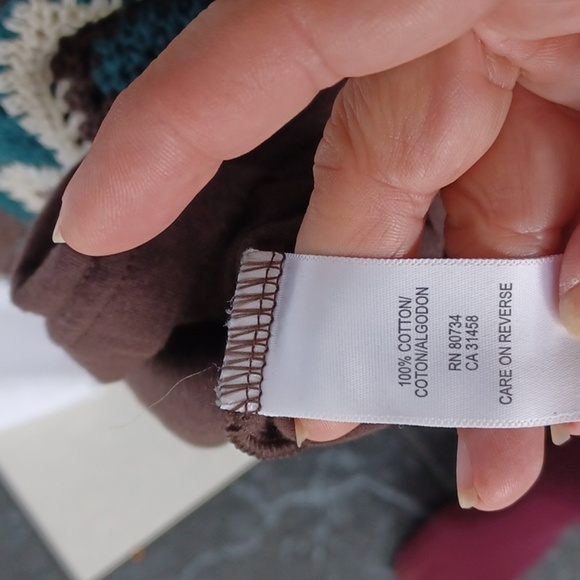 100% COTTON/
COTON/ALGODON
RN 80734
CA 31458
CARE ON REVERSE